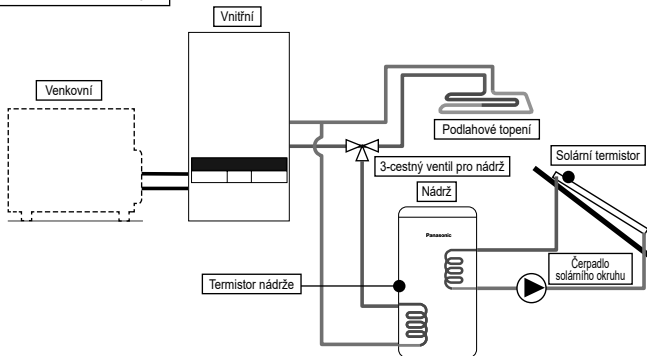 Vnitřní
Venkovní
Podlahové topení
Solární termistor
3-cestný ventil pro nádrž
Nádrž
Panasonic
Čerpadlo
solárního okruhu
Termistor nádrže